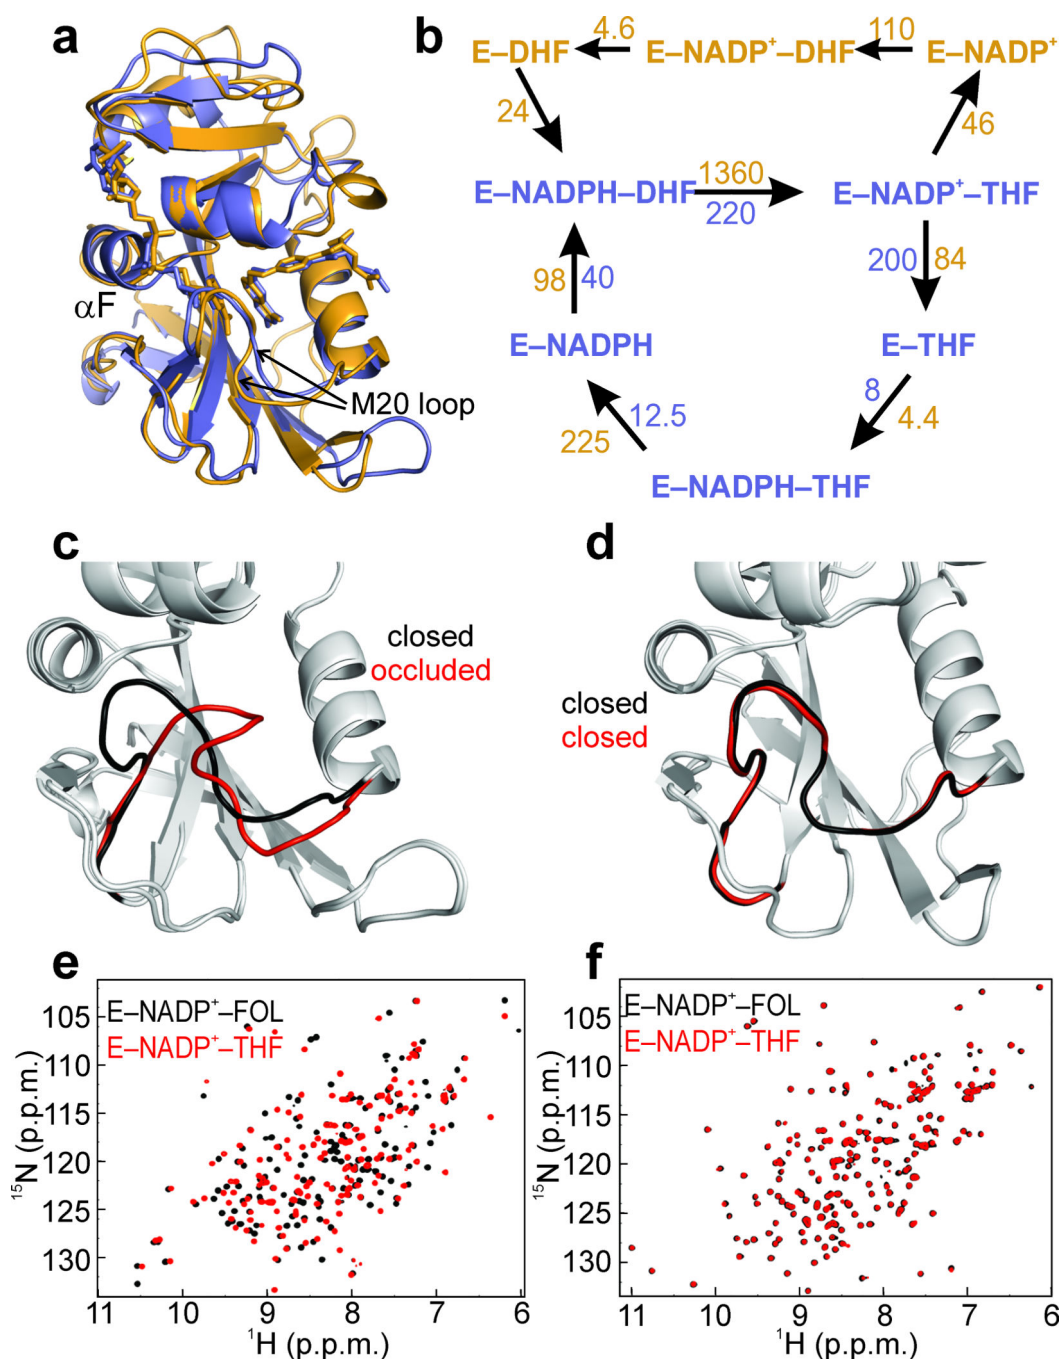 a
αF
M20 loop
b
E–DHF 4.6 E–NADP⁺–DHF 110 E–NADP⁺
24 46
E–NADPH–DHF 1360 220 E–NADP⁺–THF
98 40 200 84
E–NADPH E–THF
225 12.5 8 4.4
E–NADPH–THF
c
closed
occluded
d
closed
closed
e
E–NADP⁺–FOL
E–NADP⁺–THF
105
110
115
120
125
130
¹⁵N (p.p.m.)
11 10 9 8 7 6
¹H (p.p.m.)
f
E–NADP⁺–FOL
E–NADP⁺–THF
105
110
115
120
125
130
¹⁵N (p.p.m.)
11 10 9 8 7 6
¹H (p.p.m.)